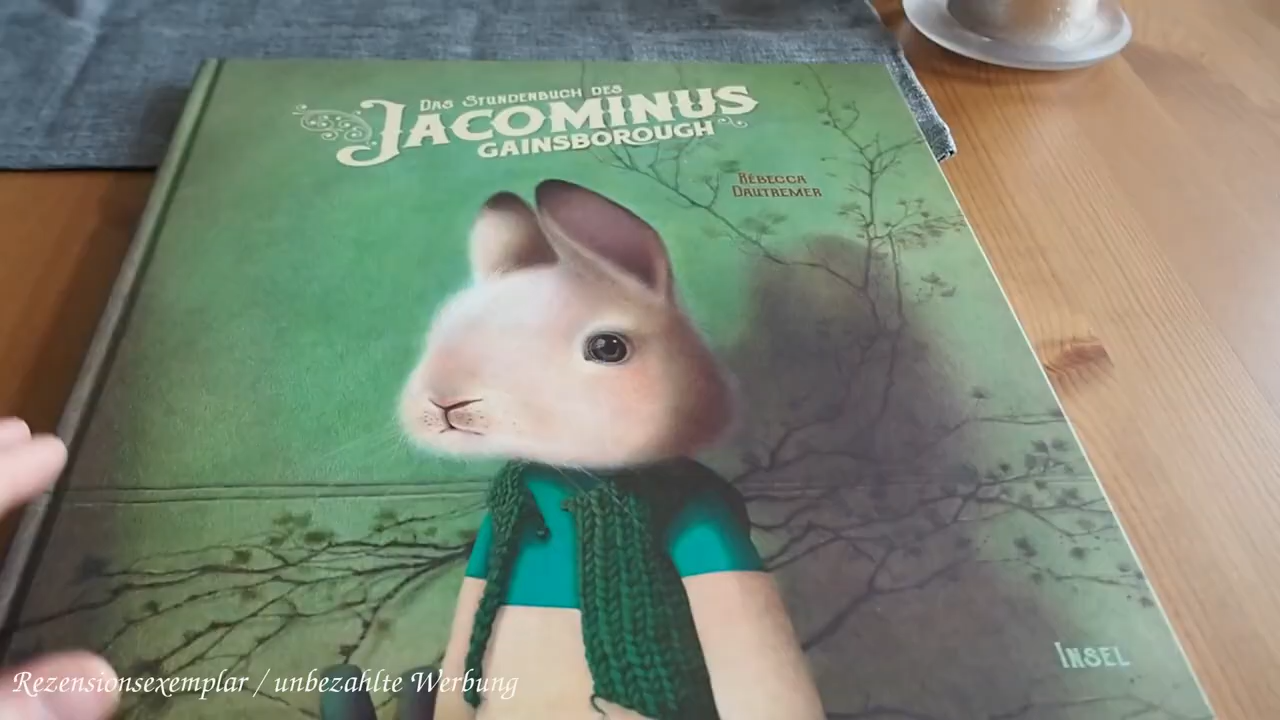 Das Stundenbuch des
Jacominus
Gainsborough
Rébecca
Dautremer
Insel
Rezensionsexemplar / unbezahlte Werbung